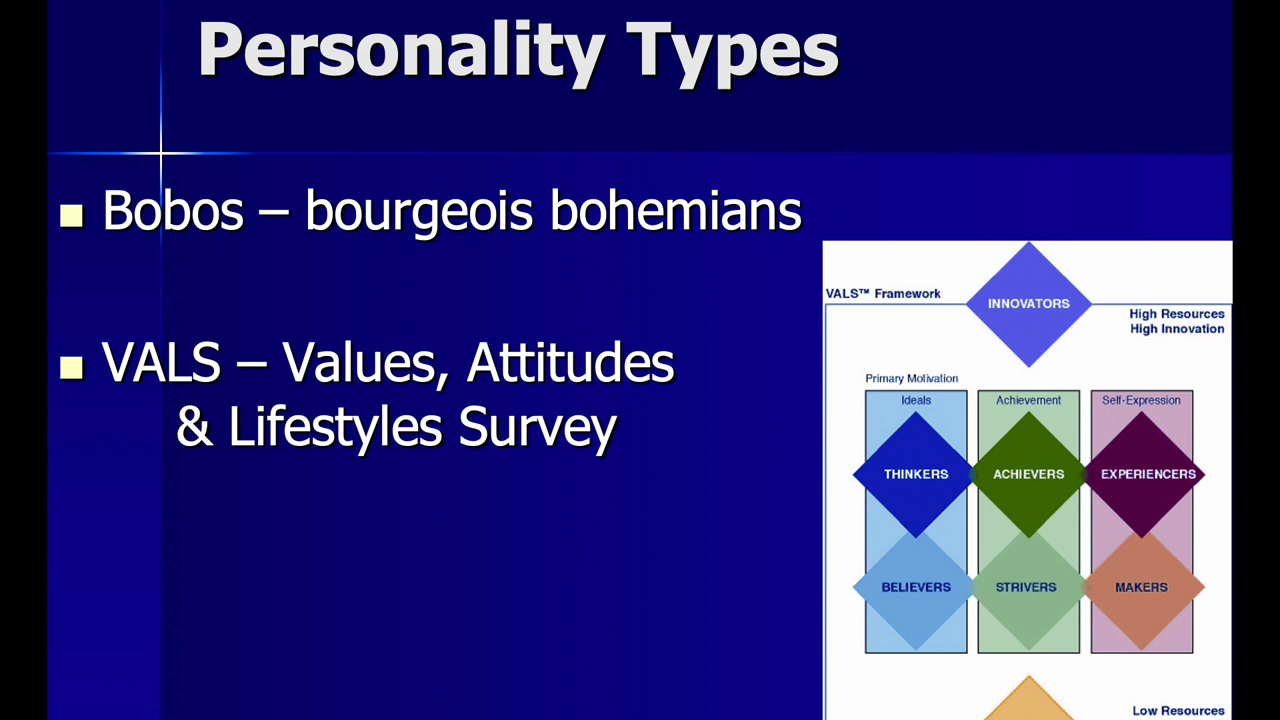 Personality Types
Bobos – bourgeois bohemians
VALS – Values, Attitudes
& Lifestyles Survey
VALS™ Framework
INNOVATORS
High Resources
High Innovation
Primary Motivation
Ideals
Achievement
Self-Expression
THINKERS
ACHIEVERS
EXPERIENCERS
BELIEVERS
STRIVERS
MAKERS
Low Resources